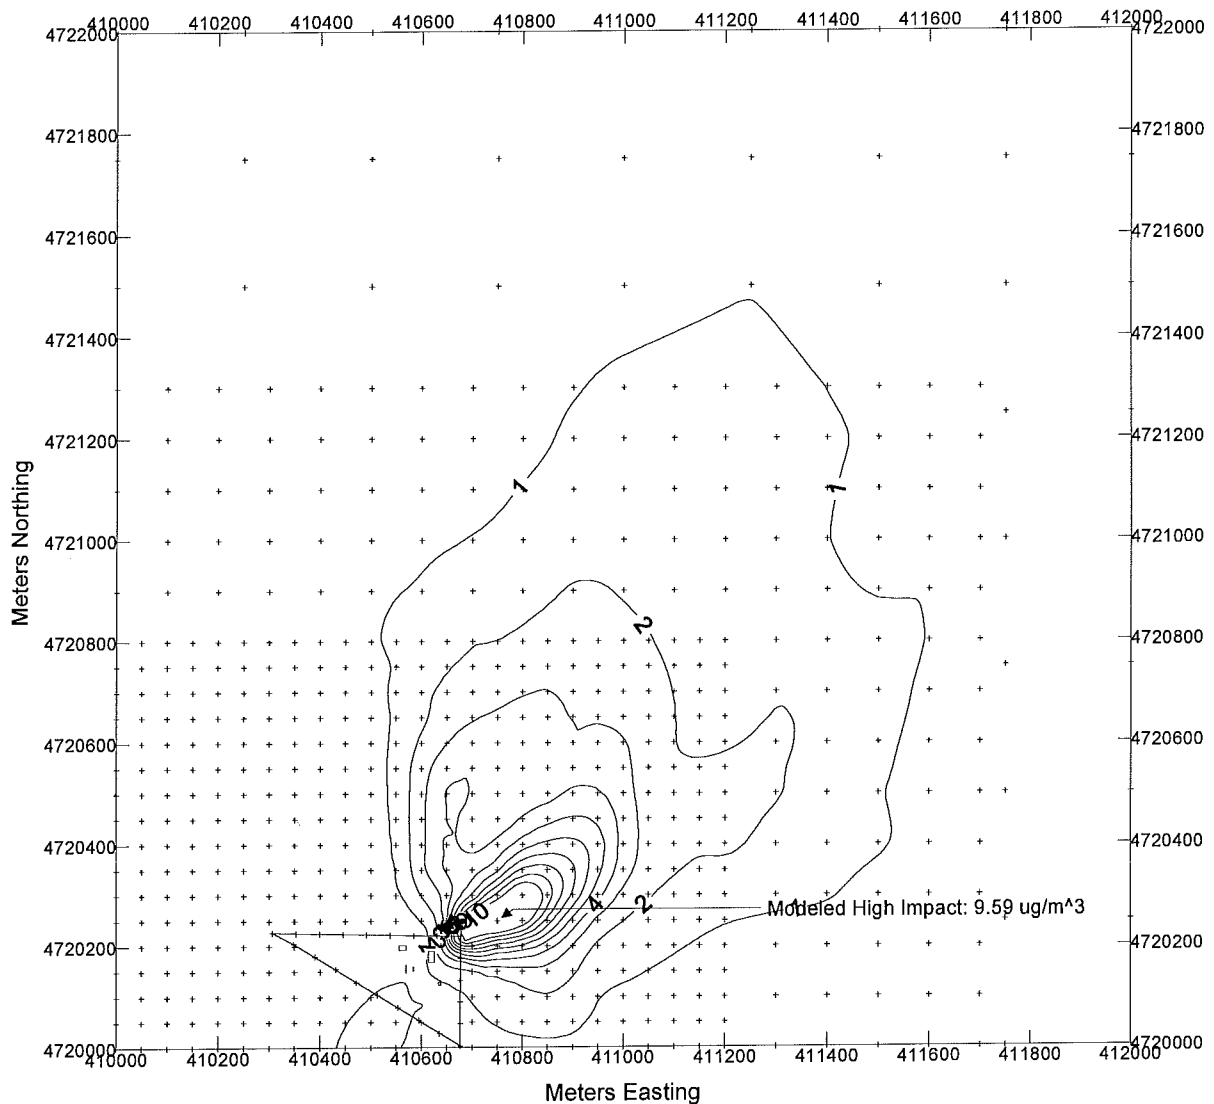 410000 410200 410400 410600 410800 411000 411200 411400 411600 411800 412000
4722000 4722000
4721800 4721800
4721600 4721600
4721400 4721400
4721200 4721200
1 1
4721000 4721000
Meters Northing
4720800 4720800
2
4720600 4720600
4720400 4720400
10 4 2 Modeled High Impact: 9.59 ug/m^3
4720200 4720200
4720000 4720000
410000 410200 410400 410600 410800 411000 411200 411400 411600 411800 412000
Meters Easting